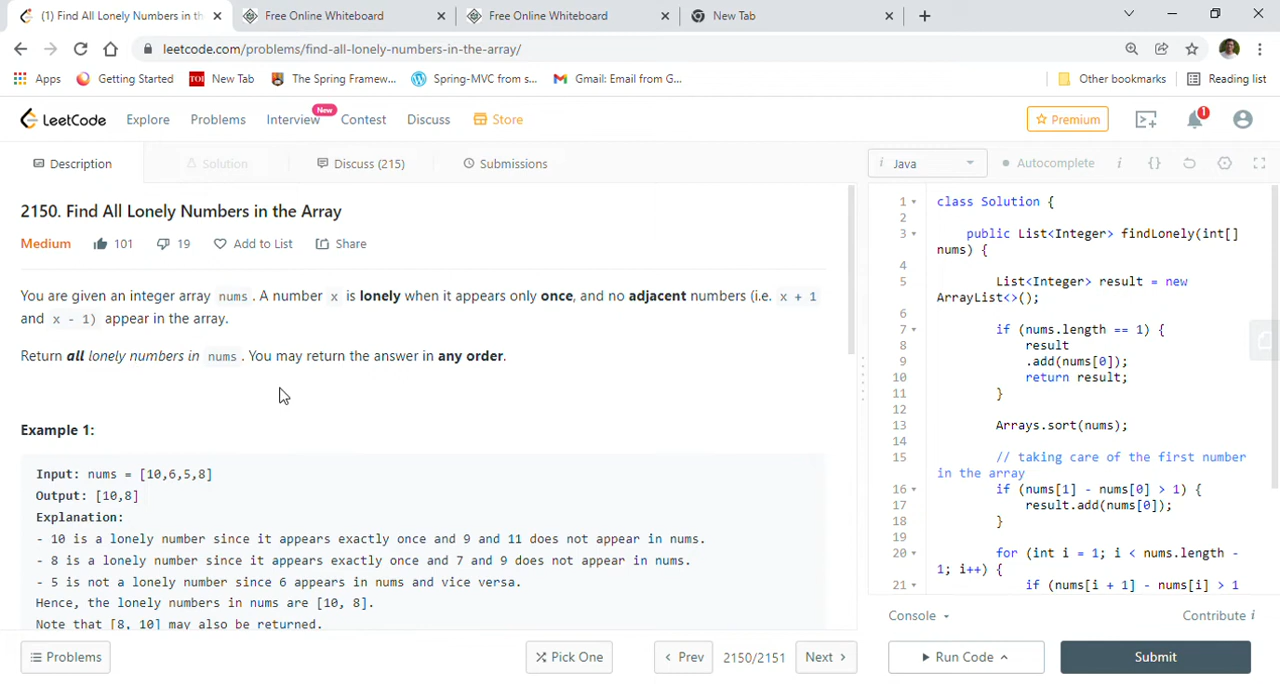 (1) Find All Lonely Numbers in th
Free Online Whiteboard
Free Online Whiteboard
New Tab
leetcode.com/problems/find-all-lonely-numbers-in-the-array/
Apps
Getting Started
TOI New Tab
The Spring Framew...
Spring-MVC from s...
Gmail: Email from G...
Other bookmarks
Reading list
LeetCode
Explore
Problems
Interview
New
Contest
Discuss
Store
Premium
1
Description
Solution
Discuss (215)
Submissions
i Java
Autocomplete
i
{}
2150. Find All Lonely Numbers in the Array
Medium
101
19
Add to List
Share
You are given an integer array nums . A number x is lonely when it appears only once, and no adjacent numbers (i.e. x + 1
and x - 1) appear in the array.
Return all lonely numbers in nums . You may return the answer in any order.
Example 1:
Input: nums = [10,6,5,8]
Output: [10,8]
Explanation:
- 10 is a lonely number since it appears exactly once and 9 and 11 does not appear in nums.
- 8 is a lonely number since it appears exactly once and 7 and 9 does not appear in nums.
- 5 is not a lonely number since 6 appears in nums and vice versa.
Hence, the lonely numbers in nums are [10, 8].
Note that [8, 10] may also be returned.
1 class Solution {
2
3 public List<Integer> findLonely(int[]
nums) {
4
5 List<Integer> result = new
ArrayList<>();
6
7 if (nums.length == 1) {
8 result
9 .add(nums[0]);
10 return result;
11 }
12
13 Arrays.sort(nums);
14
15 // taking care of the first number
in the array
16 if (nums[1] - nums[0] > 1) {
17 result.add(nums[0]);
18 }
19
20 for (int i = 1; i < nums.length -
1; i++) {
21 if (nums[i + 1] - nums[i] > 1
Console
Contribute i
Problems
Pick One
Prev
2150/2151
Next
Run Code
Submit